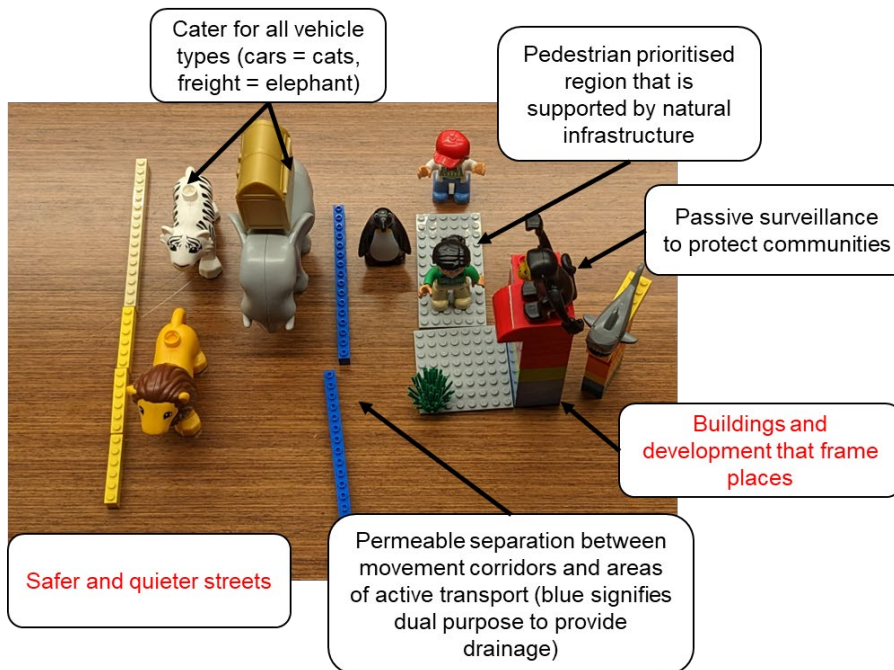 Cater for all vehicle
types (cars = cats,
freight = elephant)
Pedestrian prioritised
region that is
supported by natural
infrastructure
Passive surveillance
to protect communities
Buildings and
development that frame
places
Permeable separation between
movement corridors and areas
of active transport (blue signifies
dual purpose to provide
drainage)
Safer and quieter streets